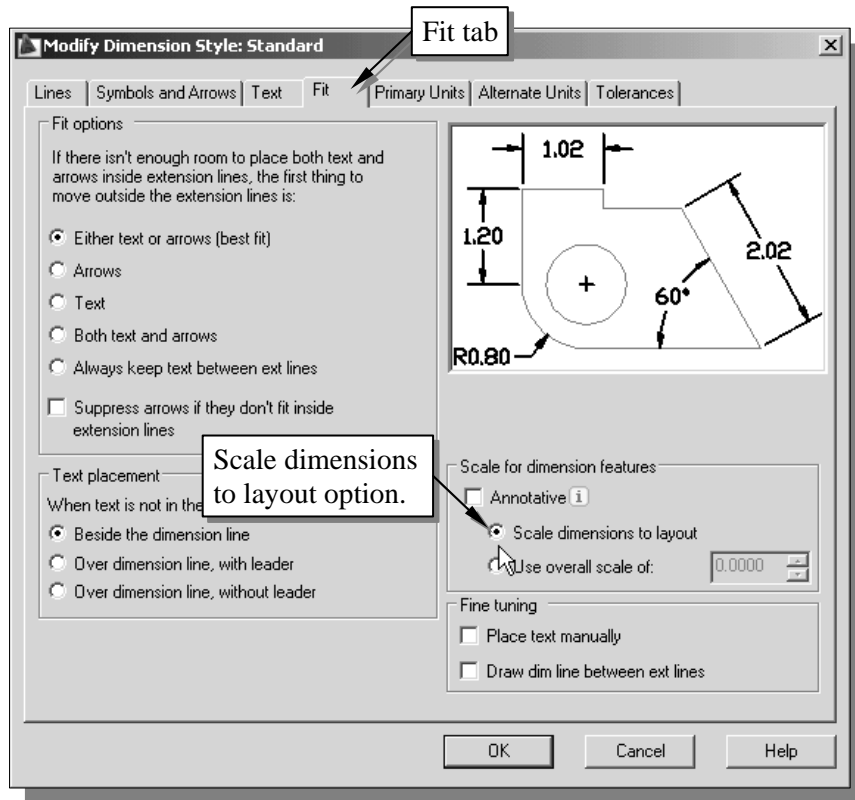 Fit tab
Modify Dimension Style: Standard
Lines
Symbols and Arrows
Text
Fit
Primary Units
Alternate Units
Tolerances
Fit options
If there isn't enough room to place both text and
arrows inside extension lines, the first thing to
move outside the extension lines is:
Either text or arrows (best fit)
Arrows
Text
Both text and arrows
Always keep text between ext lines
Suppress arrows if they don't fit inside
extension lines
1.02
1.20
2.02
60°
R0.80
Scale dimensions
to layout option.
Text placement
When text is not in the
Beside the dimension line
Over dimension line, with leader
Over dimension line, without leader
Scale for dimension features
Annotative
i
Scale dimensions to layout
Use overall scale of:
0.0000
Fine tuning
Place text manually
Draw dim line between ext lines
OK
Cancel
Help